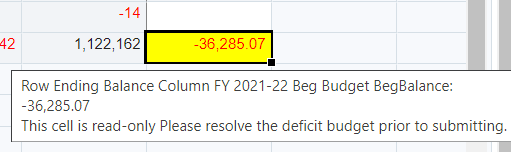 -14
42 1,122,162 -36,285.07
Row Ending Balance Column FY 2021-22 Beg Budget BegBalance:
-36,285.07
This cell is read-only Please resolve the deficit budget prior to submitting.